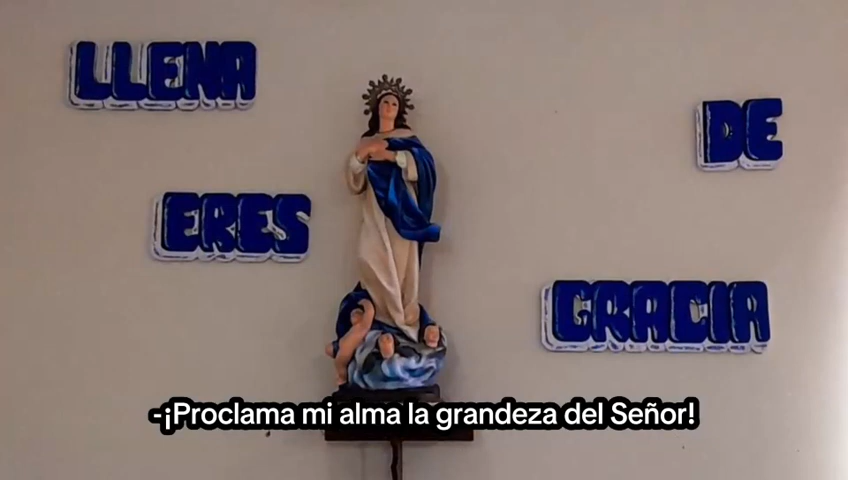 LLENA
DE
ERES
GRACIA
-¡Proclama mi alma la grandeza del Señor!